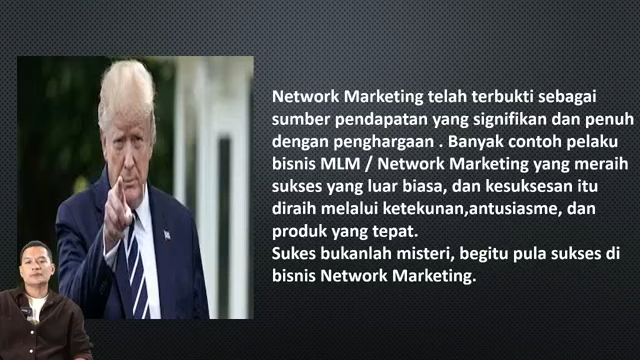 Network Marketing telah terbukti sebagai
sumber pendapatan yang signifikan dan penuh
dengan penghargaan . Banyak contoh pelaku
bisnis MLM / Network Marketing yang meraih
sukses yang luar biasa, dan kesuksesan itu
diraih melalui ketekunan,antusiasme, dan
produk yang tepat.
Sukes bukanlah misteri, begitu pula sukses di
bisnis Network Marketing.